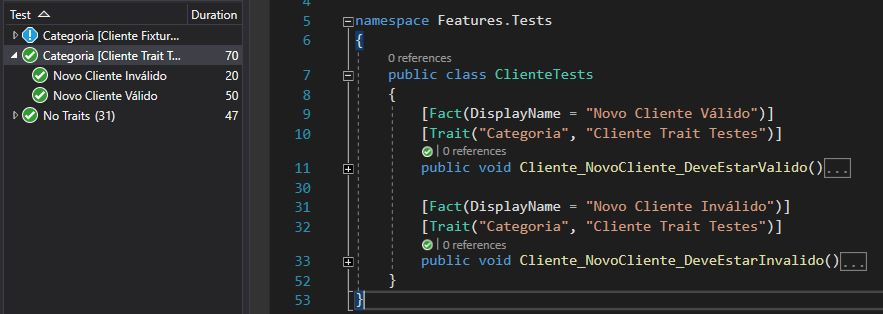 Test Duration
Categoria [Cliente Fixtur...
Categoria [Cliente Trait T... 70
Novo Cliente Inválido 20
Novo Cliente Válido 50
No Traits (31) 47
4
5 namespace Features.Tests
6 {
0 references
7 public class ClienteTests
8 {
9 [Fact(DisplayName = "Novo Cliente Válido")]
10 [Trait("Categoria", "Cliente Trait Testes")]
| 0 references
11 public void Cliente_NovoCliente_DeveEstarValido()...
30
31 [Fact(DisplayName = "Novo Cliente Inválido")]
32 [Trait("Categoria", "Cliente Trait Testes")]
| 0 references
33 public void Cliente_NovoCliente_DeveEstarInvalido()...
52 }
53 }